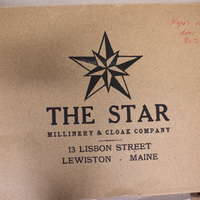 THE STAR
MILLINERY & CLOAK COMPANY
13 LISBON STREET
LEWISTON · MAINE